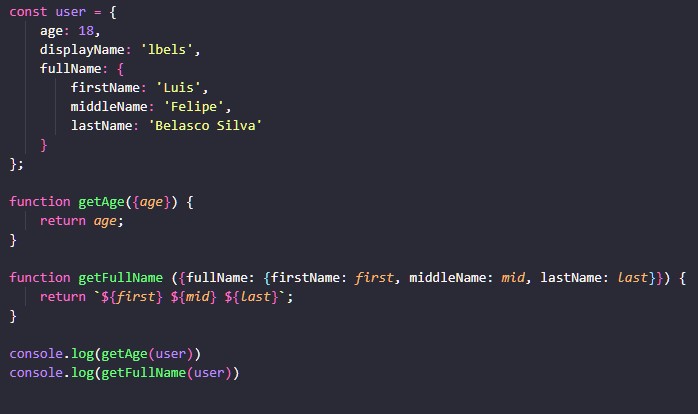 const user = {
    age: 18,
    displayName: 'lbels',
    fullName: {
        firstName: 'Luis',
        middleName: 'Felipe',
        lastName: 'Belasco Silva'
    }
};
function getAge({age}) {
    return age;
}
function getFullName ({fullName: {firstName: first, middleName: mid, lastName: last}}) {
    return `${first} ${mid} ${last}`;
}
console.log(getAge(user))
console.log(getFullName(user))